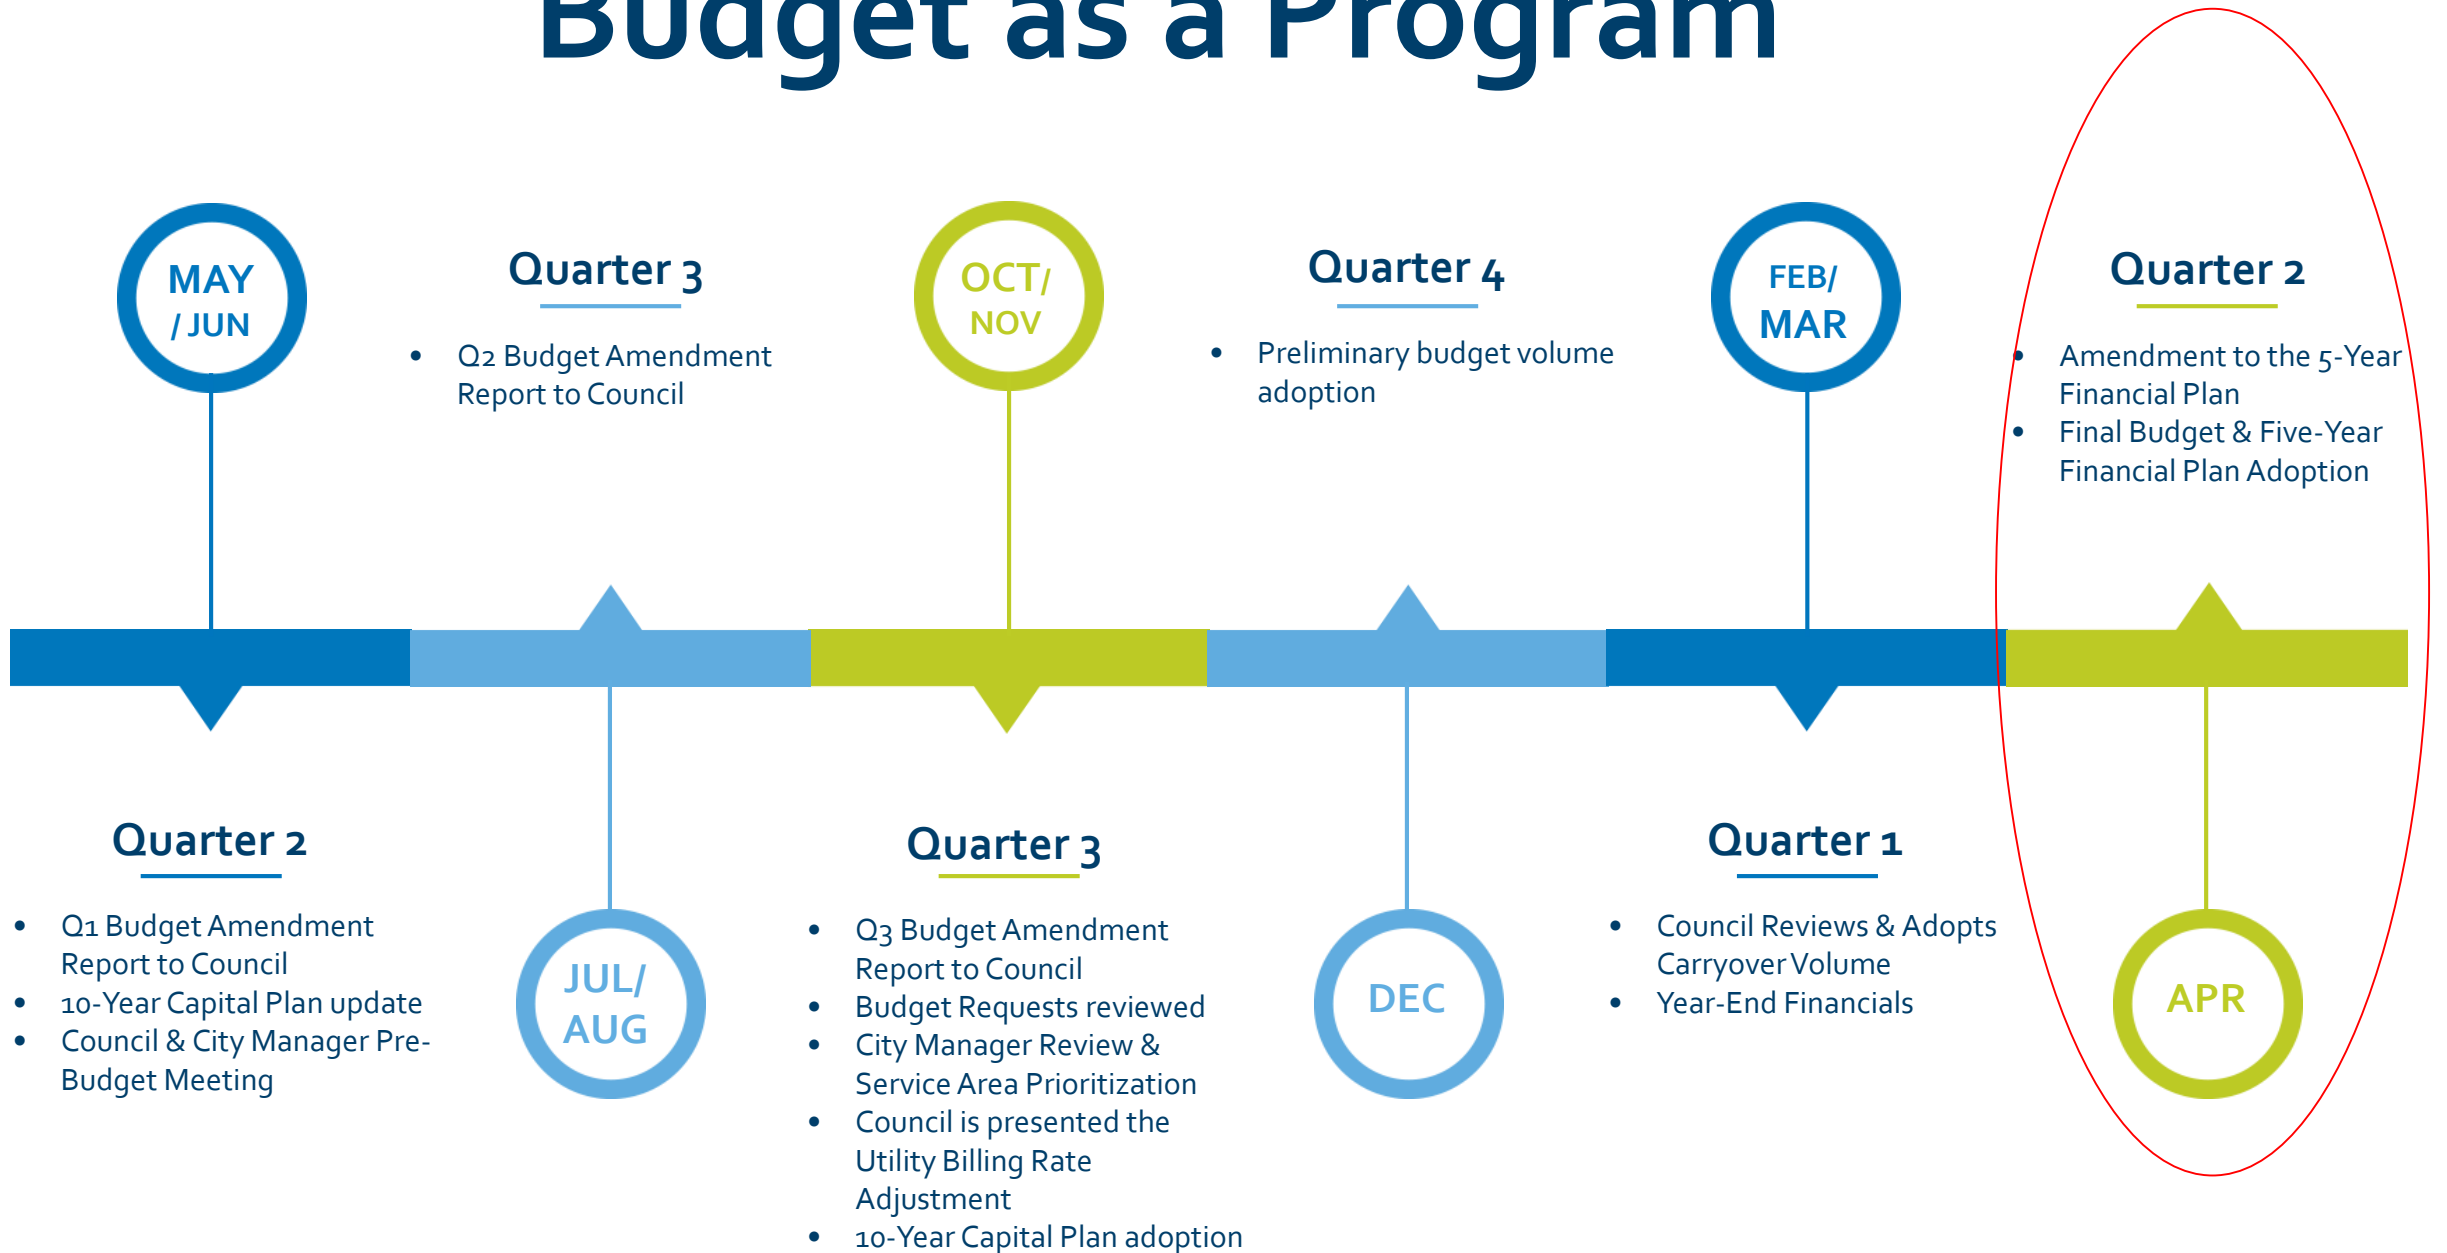 Budget as a Program
MAY
/ JUN
Quarter 2
• Q1 Budget Amendment
Report to Council
• 10-Year Capital Plan update
• Council & City Manager Pre-
Budget Meeting
Quarter 3
• Q2 Budget Amendment
Report to Council
JUL/
AUG
OCT/
NOV
Quarter 3
• Q3 Budget Amendment
Report to Council
• Budget Requests reviewed
• City Manager Review &
Service Area Prioritization
• Council is presented the
Utility Billing Rate
Adjustment
• 10-Year Capital Plan adoption
Quarter 4
• Preliminary budget volume
adoption
DEC
FEB/
MAR
Quarter 1
• Council Reviews & Adopts
Carryover Volume
• Year-End Financials
Quarter 2
• Amendment to the 5-Year
Financial Plan
• Final Budget & Five-Year
Financial Plan Adoption
APR